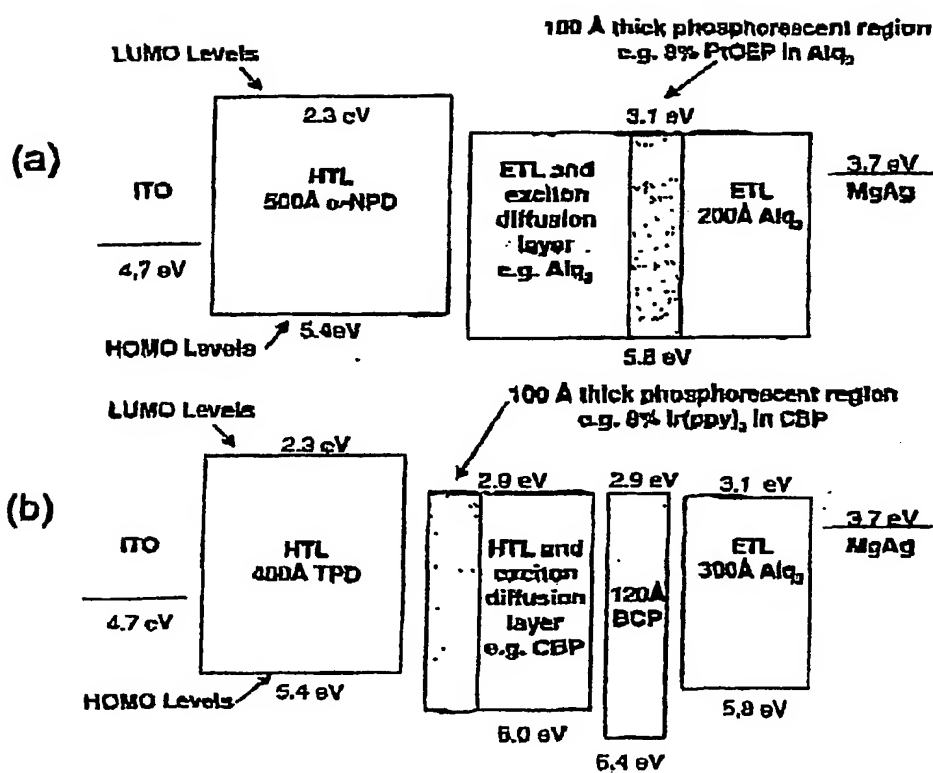 100 Å thick phosphorescent region
e.g. 8% PtOEP in Alq3
LUMO Levels
(a)
2.3 eV
3.1 eV
ITO
HTL
500Å α-NPD
ETL and
exciton
diffusion
layer
e.g. Alq3
ETL
200Å Alq3
3.7 eV
MgAg
4.7 eV
5.4eV
HOMO Levels
5.8 eV
LUMO Levels
100 Å thick phosphorescent region
e.g. 8% Ir(ppy)3 in CBP
(b)
2.3 eV
2.9 eV
2.9 eV
3.1 eV
ITO
HTL
400Å TPD
HTL and
exciton
diffusion
layer
e.g. CBP
120Å
BCP
ETL
300Å Alq3
3.7 eV
MgAg
4.7 eV
HOMO Levels
5.4 eV
6.0 eV
6.4 eV
5.8 eV